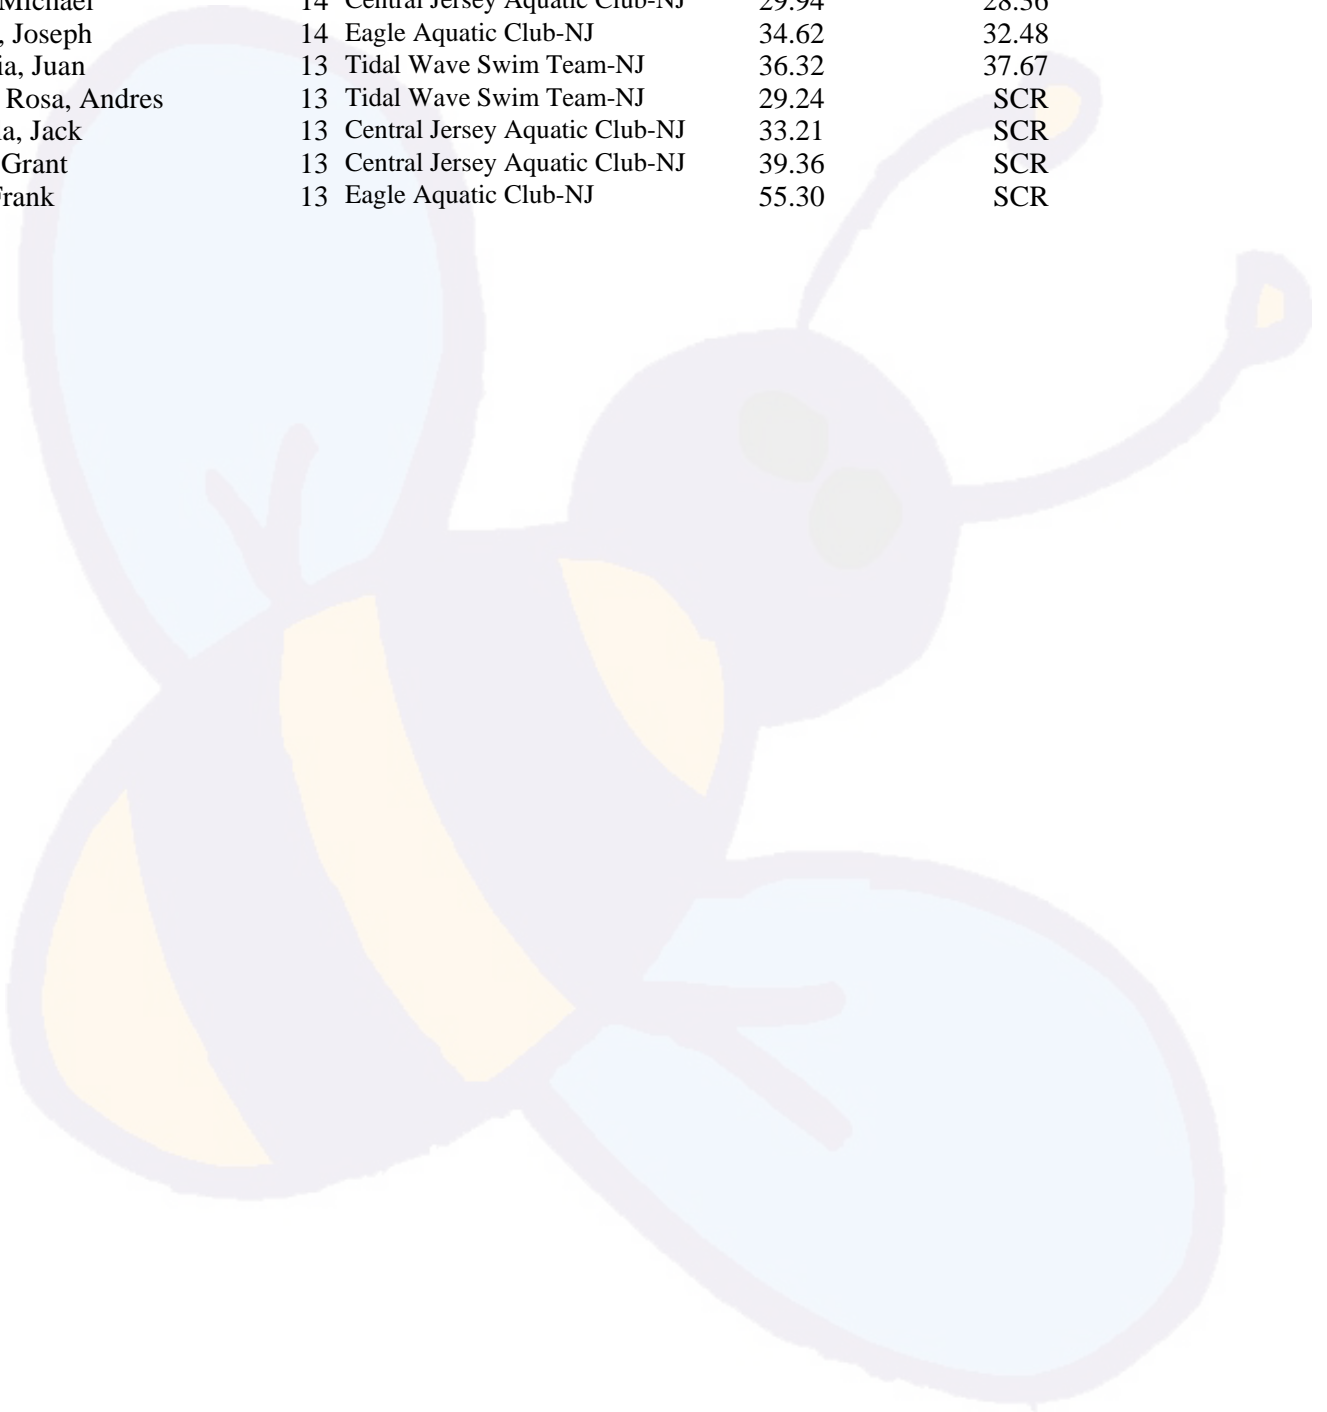 Michael 14 Central Jersey Aquatic Club-NJ 29.94 28.56
, Joseph 14 Eagle Aquatic Club-NJ 34.62 32.48
ia, Juan 13 Tidal Wave Swim Team-NJ 36.32 37.67
Rosa, Andres 13 Tidal Wave Swim Team-NJ 29.24 SCR
a, Jack 13 Central Jersey Aquatic Club-NJ 33.21 SCR
Grant 13 Central Jersey Aquatic Club-NJ 39.36 SCR
Frank 13 Eagle Aquatic Club-NJ 55.30 SCR